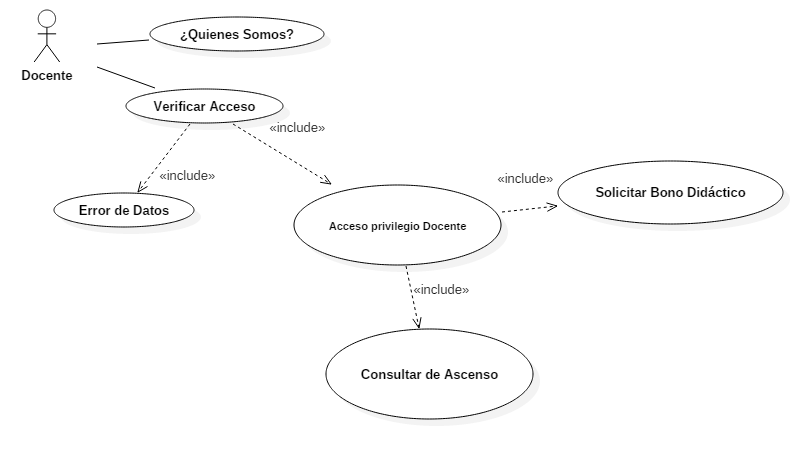 ¿Quienes Somos?
Docente
Verificar Acceso
«include»
«include»
«include»
Solicitar Bono Didáctico
Error de Datos
Acceso privilegio Docente
«include»
Consultar de Ascenso